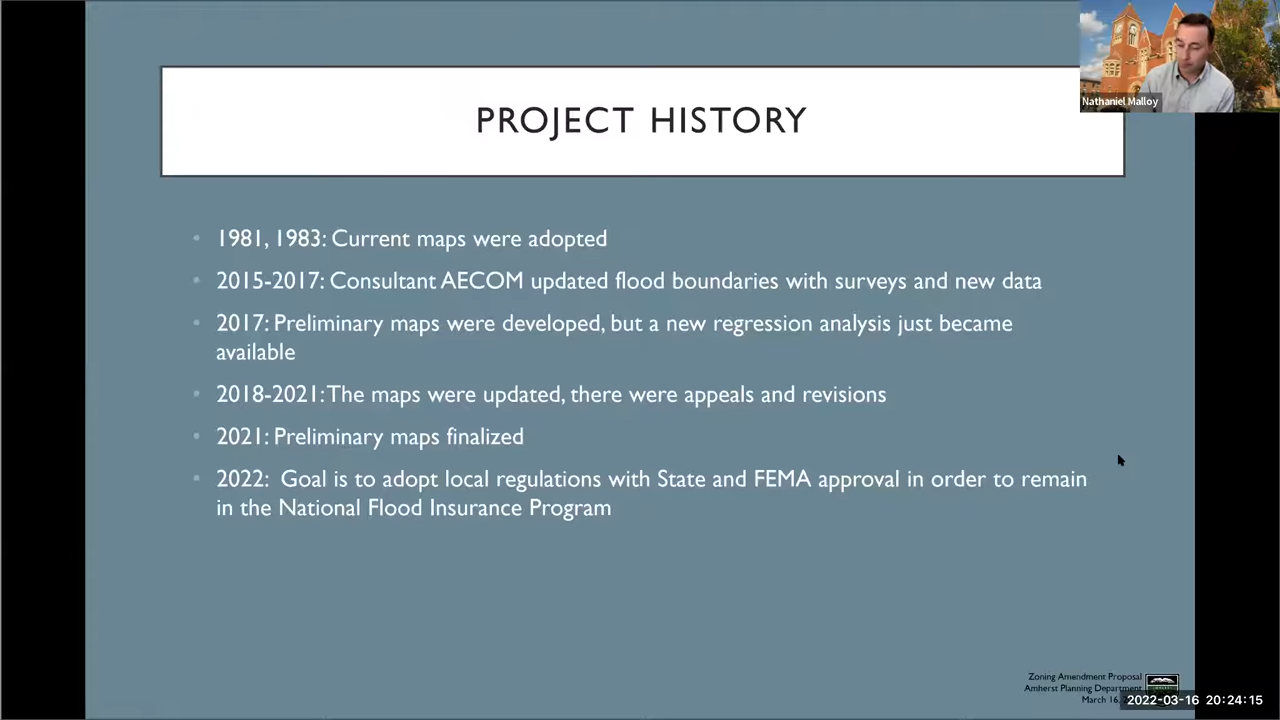 Nathaniel Malloy
PROJECT HISTORY
• 1981, 1983: Current maps were adopted
• 2015-2017: Consultant AECOM updated flood boundaries with surveys and new data
• 2017: Preliminary maps were developed, but a new regression analysis just became
available
• 2018-2021: The maps were updated, there were appeals and revisions
• 2021: Preliminary maps finalized
• 2022: Goal is to adopt local regulations with State and FEMA approval in order to remain
in the National Flood Insurance Program
Zoning Amendment Proposal
Amherst Planning Department
March 16,
2022-03-16 20:24:15